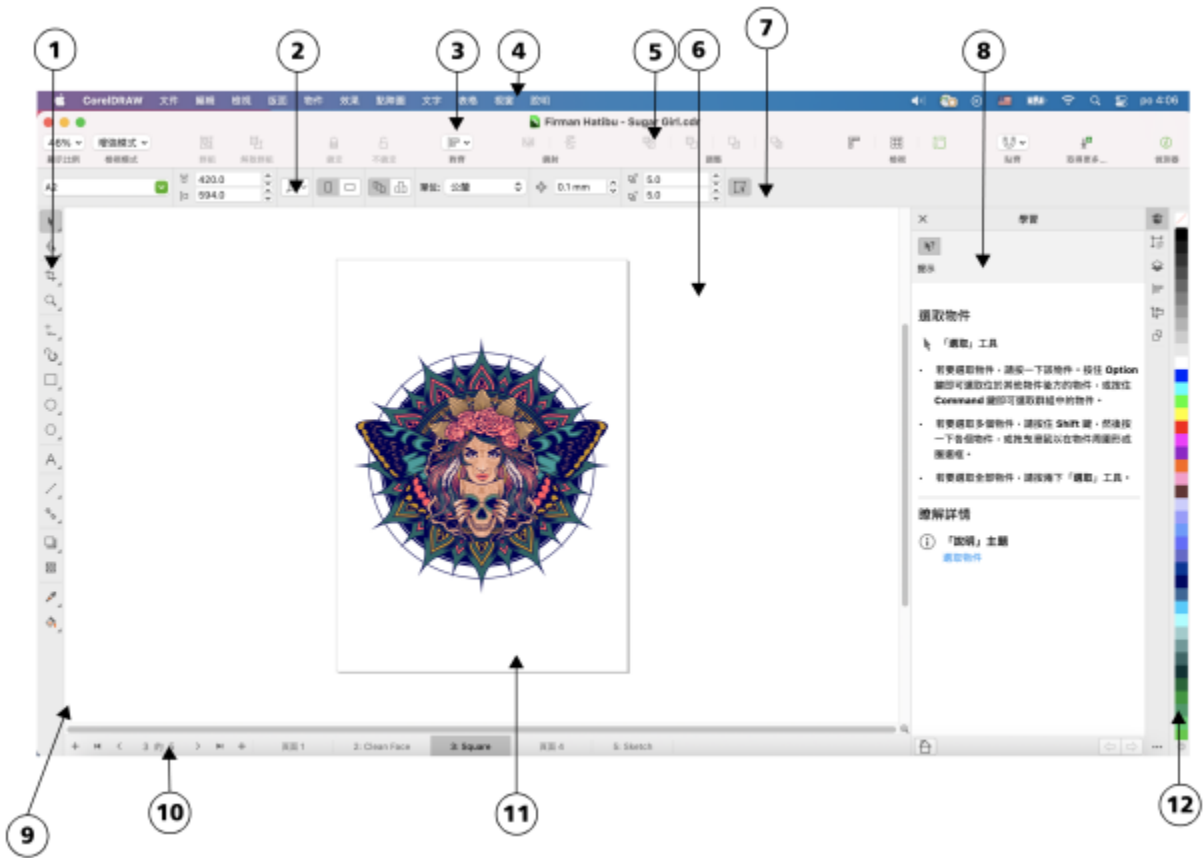 1
2
3
4
5
6
7
8
CorelDRAW 文件 編輯 檢視 版面 物件 效果 點陣圖 文字 表格 視窗 說明
po 4:06
Firman Hatibu - Sugar Girl.cdr
46% 增強模式
顯示比例 檢視模式 群組 解散群組 鎖定 不鎖定 對齊 鏡射 檢視 貼齊 取得更多...
A2 420.0 594.0 單位: 公釐 0.1 mm 5.0 5.0
學習
提示
選取物件
「選取」工具
若要選取物件，請按一下該物件。按住 Option
鍵即可選取位於其他物件後方的物件，或按住
Command 鍵即可選取群組中的物件。
若要選取多個物件，請按住 Shift 鍵，然後按
一下各個物件，或拖曳滑鼠以在物件周圍形成
圈選框。
若要選取全部物件，請按兩下「選取」工具。
瞭解詳情
「說明」主題
選取物件
3 的 頁面 1 2: Clean Face 3: Square 頁面 4 5: Sketch
9
10
11
12